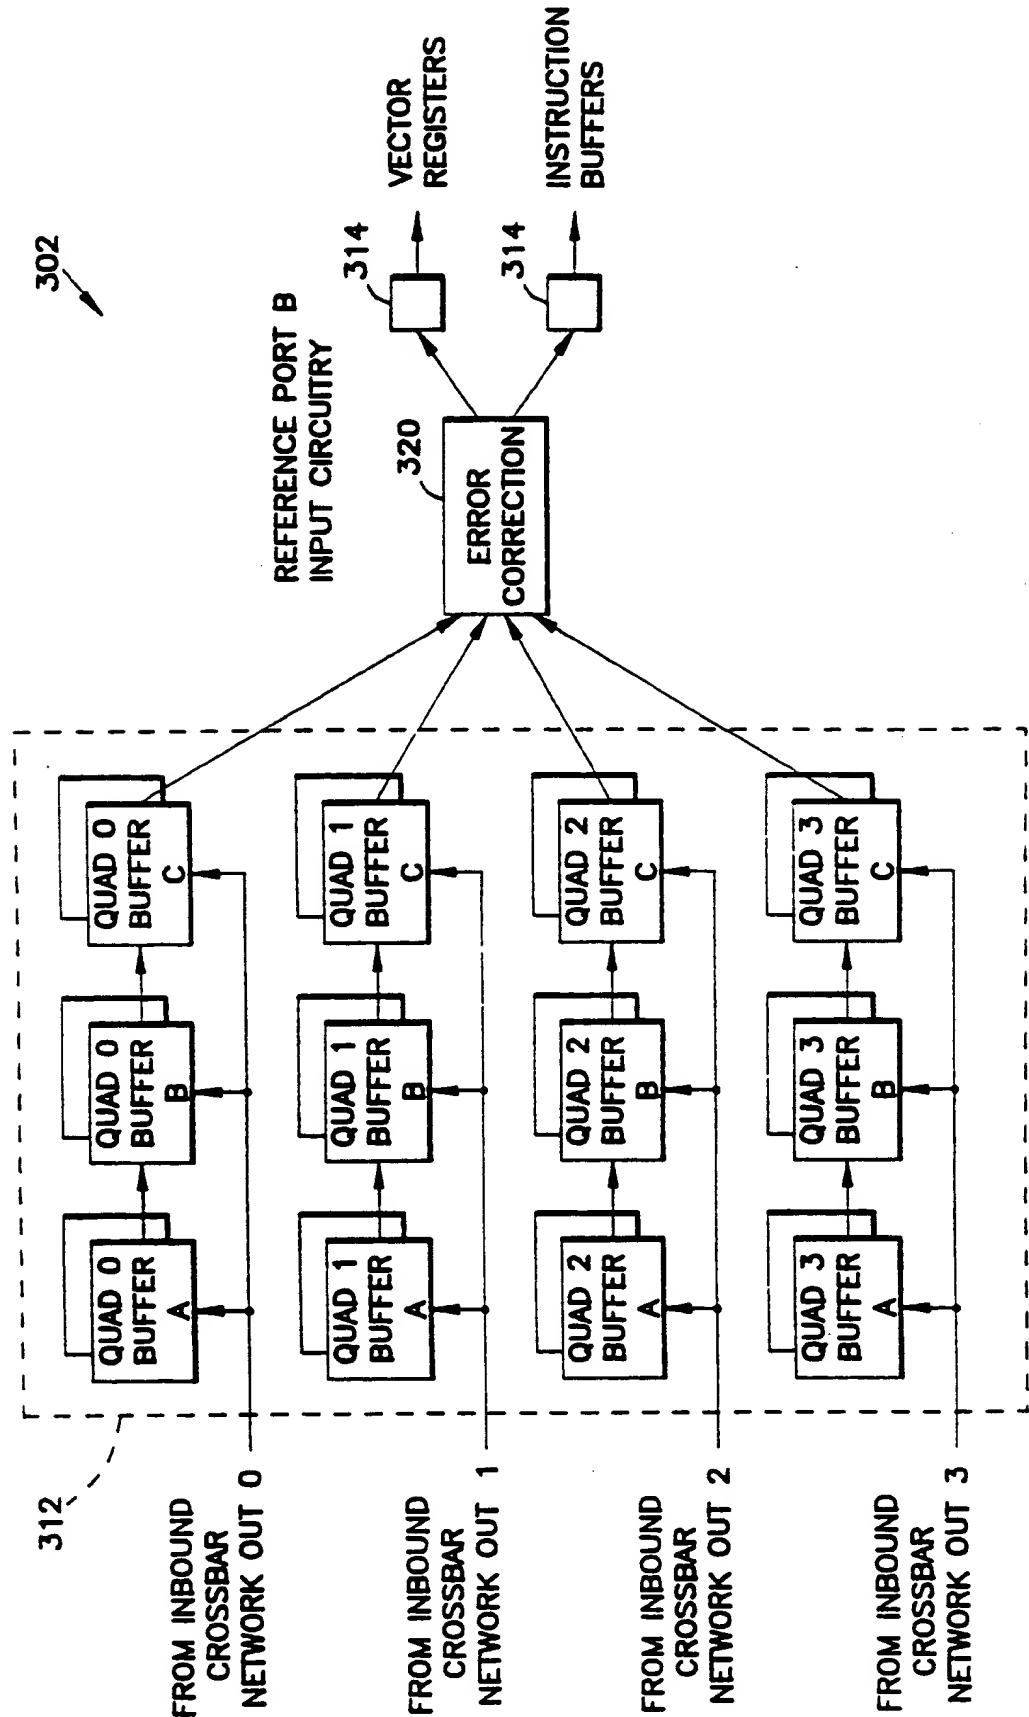 302
REFERENCE PORT B
INPUT CIRCUITRY
312
FROM INBOUND
CROSSBAR
NETWORK OUT 0
QUAD 0
BUFFER
A
QUAD 0
BUFFER
B
QUAD 0
BUFFER
C
FROM INBOUND
CROSSBAR
NETWORK OUT 1
QUAD 1
BUFFER
A
QUAD 1
BUFFER
B
QUAD 1
BUFFER
C
FROM INBOUND
CROSSBAR
NETWORK OUT 2
QUAD 2
BUFFER
A
QUAD 2
BUFFER
B
QUAD 2
BUFFER
C
FROM INBOUND
CROSSBAR
NETWORK OUT 3
QUAD 3
BUFFER
A
QUAD 3
BUFFER
B
QUAD 3
BUFFER
C
320
ERROR
CORRECTION
314
VECTOR
REGISTERS
314
INSTRUCTION
BUFFERS